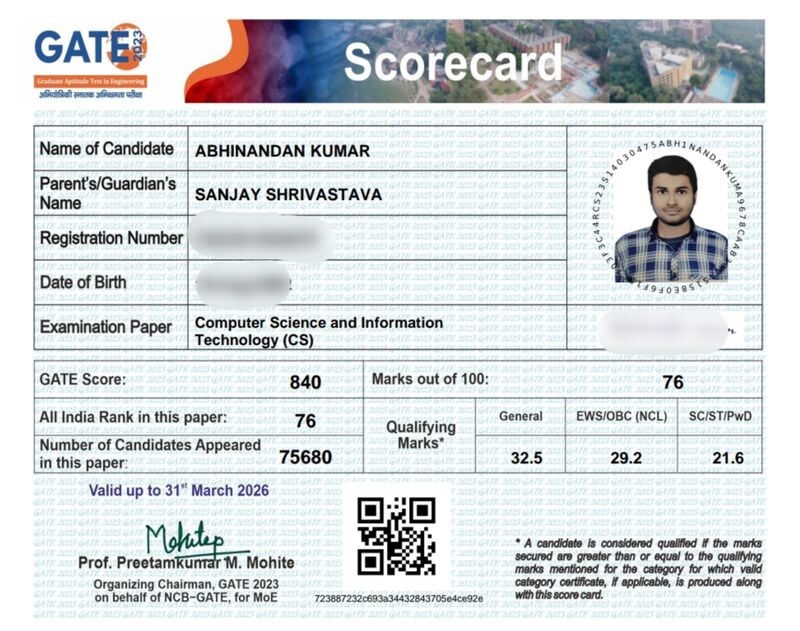 GATE 2023
Graduate Aptitude Test in Engineering
अभियांत्रिकी स्नातक अभिक्षमता परीक्षा
Scorecard
Name of Candidate ABHINANDAN KUMAR
Parent's/Guardian's Name SANJAY SHRIVASTAVA
Registration Number
Date of Birth
Examination Paper Computer Science and Information
Technology (CS)
GATE Score: 840 Marks out of 100: 76
All India Rank in this paper: 76
Number of Candidates Appeared
in this paper: 75680
Qualifying
Marks*
General EWS/OBC (NCL) SC/ST/PwD
32.5 29.2 21.6
Valid up to 31st March 2026
Mohitep
Prof. Preetamkumar M. Mohite
Organizing Chairman, GATE 2023
on behalf of NCB-GATE, for MoE
723887232c693a34432843705e4ce92e
* A candidate is considered qualified if the marks
secured are greater than or equal to the qualifying
marks mentioned for the category for which valid
category certificate, if applicable, is produced along
with this score card.